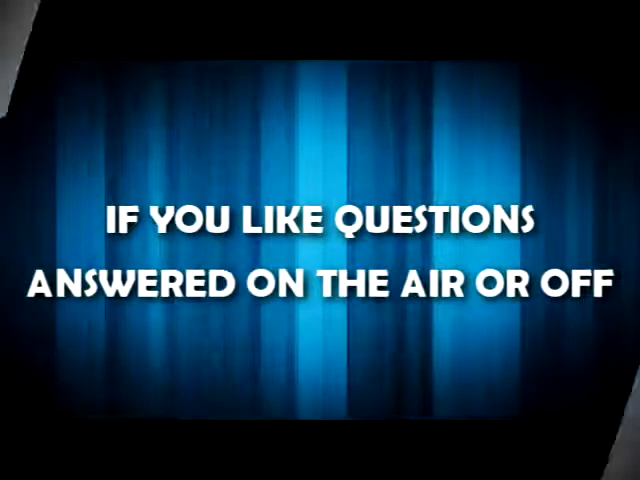 IF YOU LIKE QUESTIONS
ANSWERED ON THE AIR OR OFF